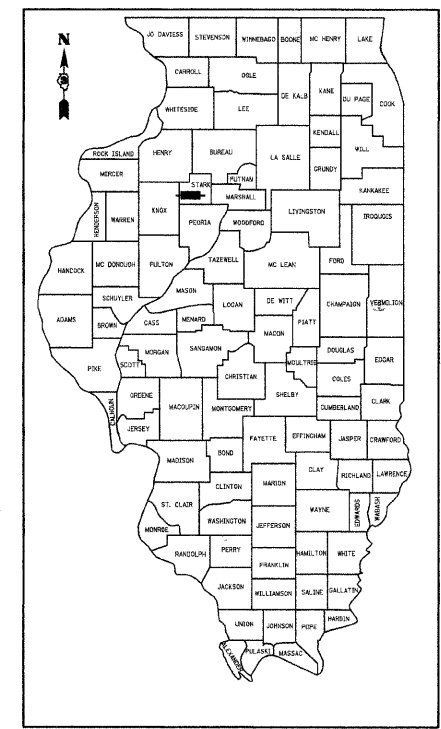 N
JO DAVIESS STEVENSON WINNEBAGO BOONE MC HENRY LAKE
CARROLL OGLE
DE KALB KANE DU PAGE COOK
WHITESIDE LEE
KENDALL WILL
ROCK ISLAND HENRY BUREAU LA SALLE GRUNDY
MERCER STARK PUTNAN
KANKAKEE
HENDERSON WARREN KNOX MARSHALL LIVINGSTON IROQUOIS
PEORIA WOODFORD
HANCOCK MC DONOUGH FULTON TAZEWELL MC LEAN FORD
MASON
SCHUYLER LOGAN DE WITT CHAMPAIGN VERMILION
ADAMS BROWN CASS MENARD MACON PIATT
PIKE SCOTT MORGAN SANGAMON MOULTRIE DOUGLAS EDGAR
CHRISTIAN COLES
CALHOUN GREENE MACOUPIN MONTGOMERY SHELBY CUMBERLAND CLARK
JERSEY
FAYETTE EFFINGHAM JASPER CRAWFORD
MADISON BOND
CLAY RICHLAND LAWRENCE
CLINTON MARION
ST. CLAIR WAYNE EDWARDS WABASH
WASHINGTON JEFFERSON
MONROE
RANDOLPH PERRY HAMILTON WHITE
FRANKLIN
JACKSON WILLIAMSON SALINE GALLATIN
UNION JOHNSON POPE HARDIN
ALEXANDER PULASKI MASSAC